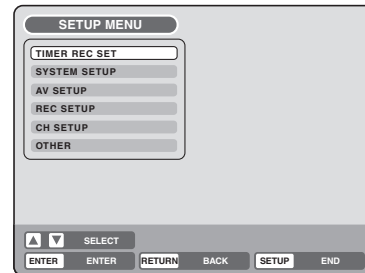 SETUP MENU
TIMER REC SET
SYSTEM SETUP
AV SETUP
REC SETUP
CH SETUP
OTHER
SELECT
ENTER ENTER RETURN BACK SETUP END